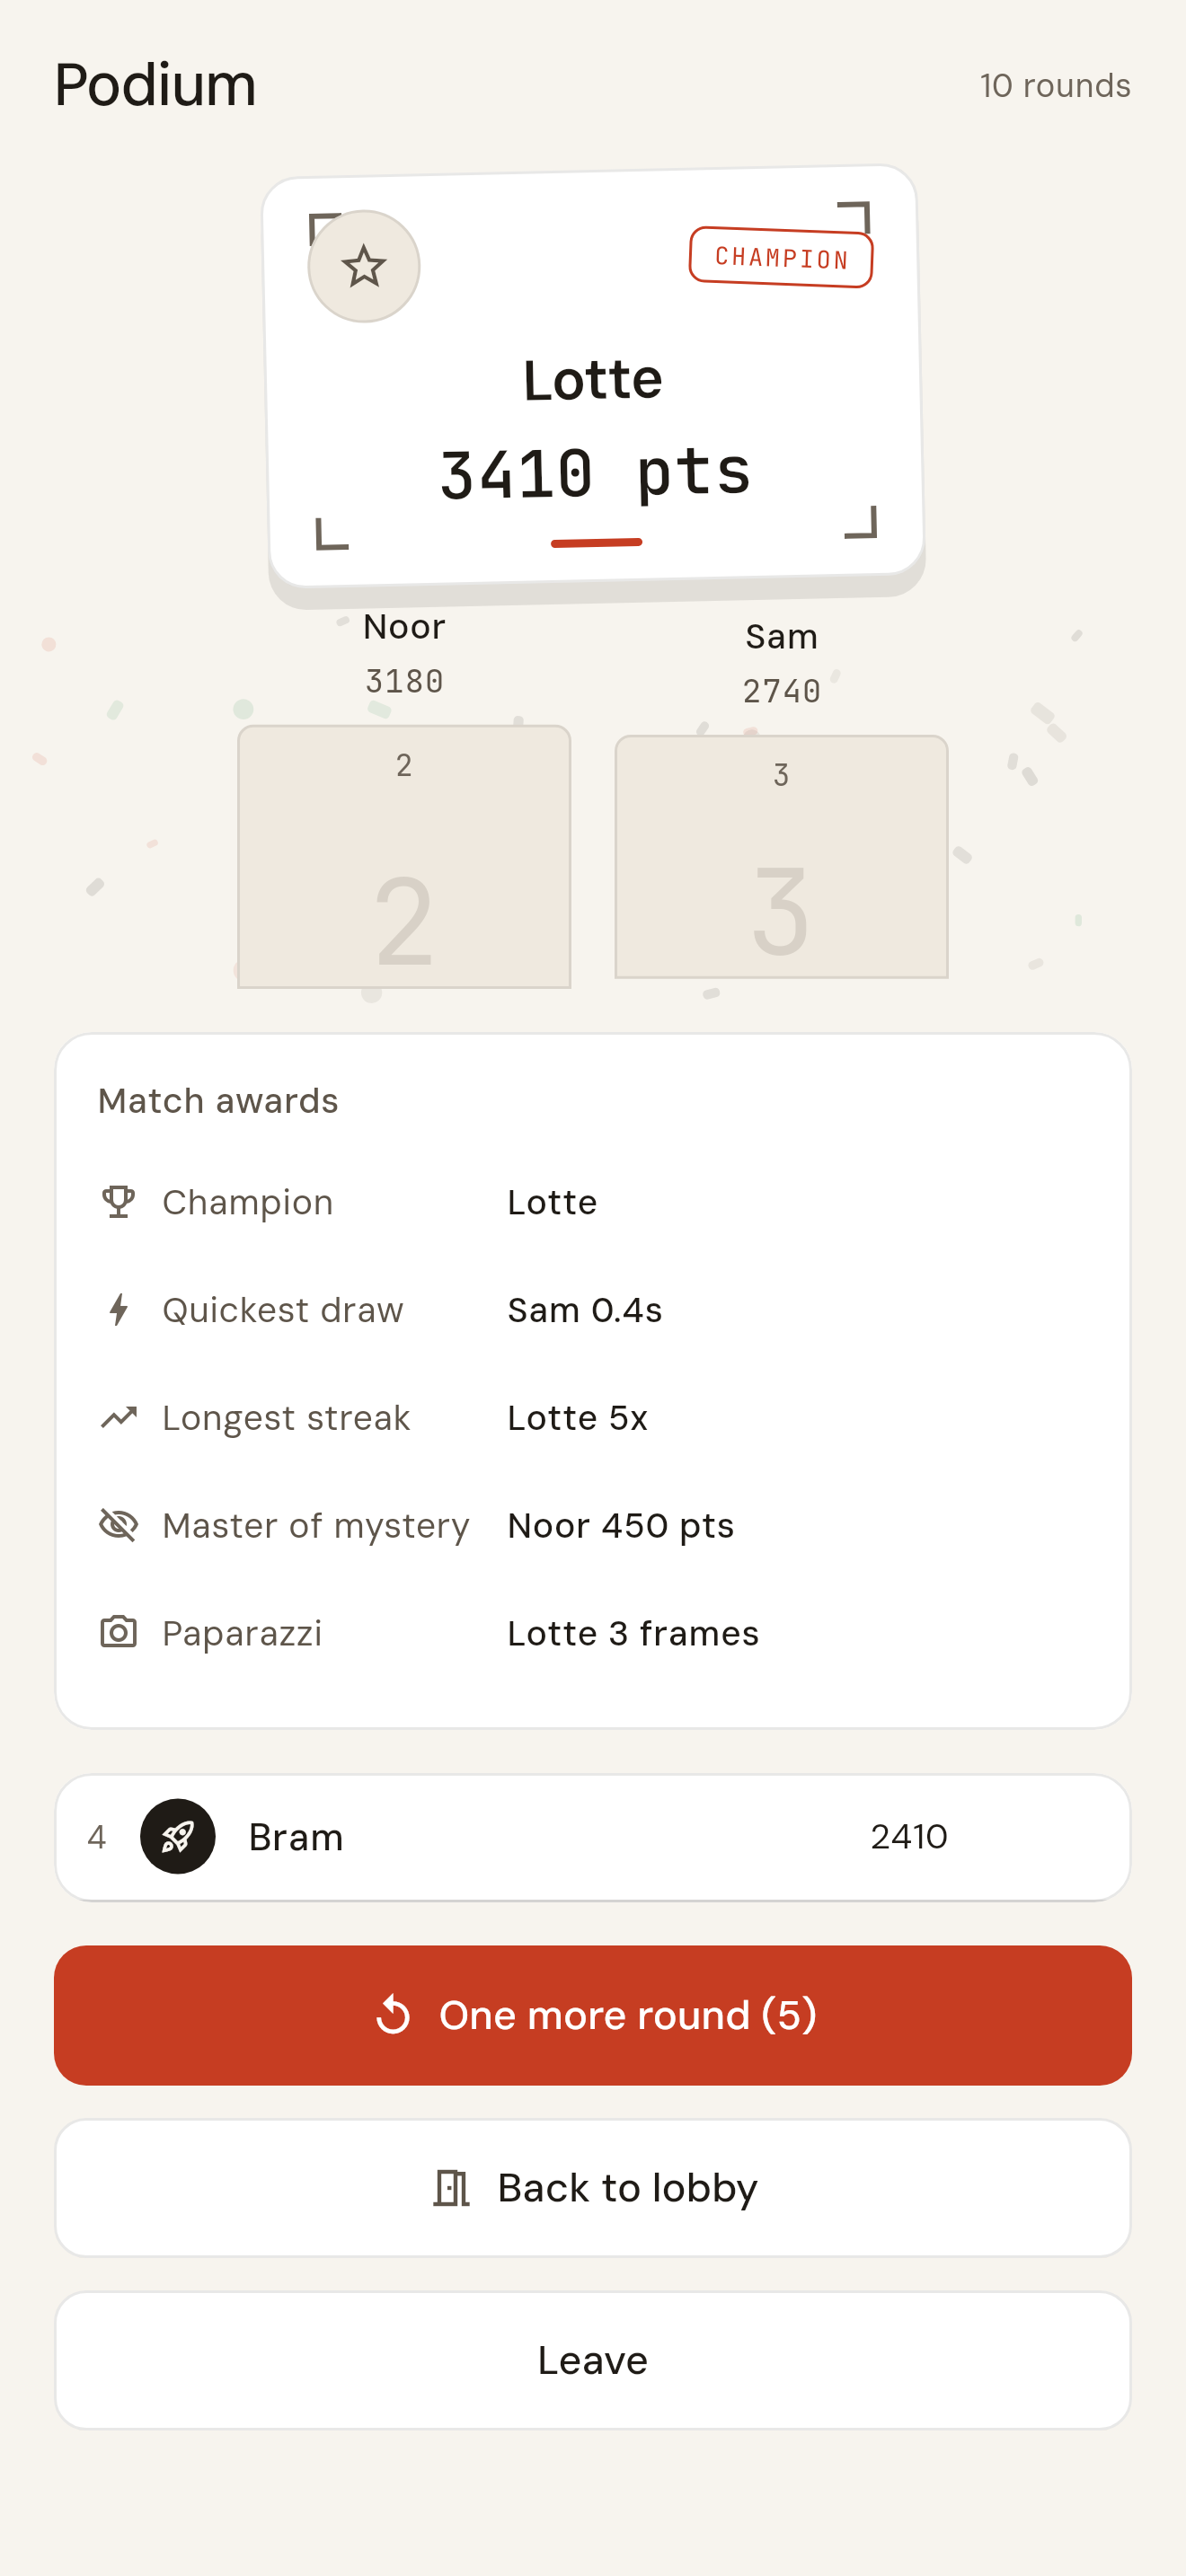 Podium
10 rounds
CHAMPION
Lotte
3410 pts
Noor
3180
Sam
2740
2
2
3
3
Match awards
Champion Lotte
Quickest draw Sam 0.4s
Longest streak Lotte 5x
Master of mystery Noor 450 pts
Paparazzi Lotte 3 frames
4 Bram 2410
One more round (5)
Back to lobby
Leave